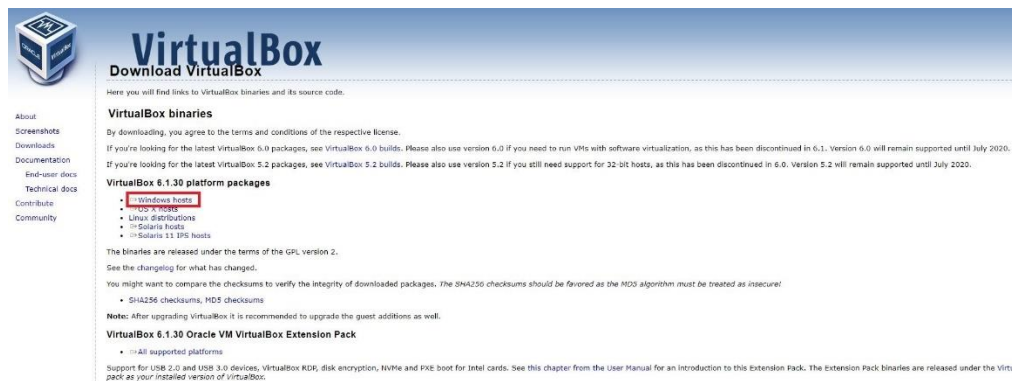 VirtualBox
Download VirtualBox
Here you will find links to VirtualBox binaries and its source code.
About
Screenshots
Downloads
Documentation
End-user docs
Technical docs
Contribute
Community
VirtualBox binaries
By downloading, you agree to the terms and conditions of the respective license.
If you're looking for the latest VirtualBox 6.0 packages, see VirtualBox 6.0 builds. Please also use version 6.0 if you need to run VMs with software virtualization, as this has been discontinued in 6.1. Version 6.0 will remain supported until July 2020.
If you're looking for the latest VirtualBox 5.2 packages, see VirtualBox 5.2 builds. Please also use version 5.2 if you still need support for 32-bit hosts, as this has been discontinued in 6.0. Version 5.2 will remain supported until July 2020.
VirtualBox 6.1.30 platform packages
Windows hosts
OS X hosts
Linux distributions
Solaris hosts
Solaris 11 IPS hosts
The binaries are released under the terms of the GPL version 2.
See the changelog for what has changed.
You might want to compare the checksums to verify the integrity of downloaded packages. The SHA256 checksums should be favored as the MD5 algorithm must be treated as insecure!
SHA256 checksums, MD5 checksums
Note: After upgrading VirtualBox it is recommended to upgrade the guest additions as well.
VirtualBox 6.1.30 Oracle VM VirtualBox Extension Pack
All supported platforms
Support for USB 2.0 and USB 3.0 devices, VirtualBox RDP, disk encryption, NVMe and PXE boot for Intel cards. See this chapter from the User Manual for an introduction to this Extension Pack. The Extension Pack binaries are released under the Virt
pack as your installed version of VirtualBox.